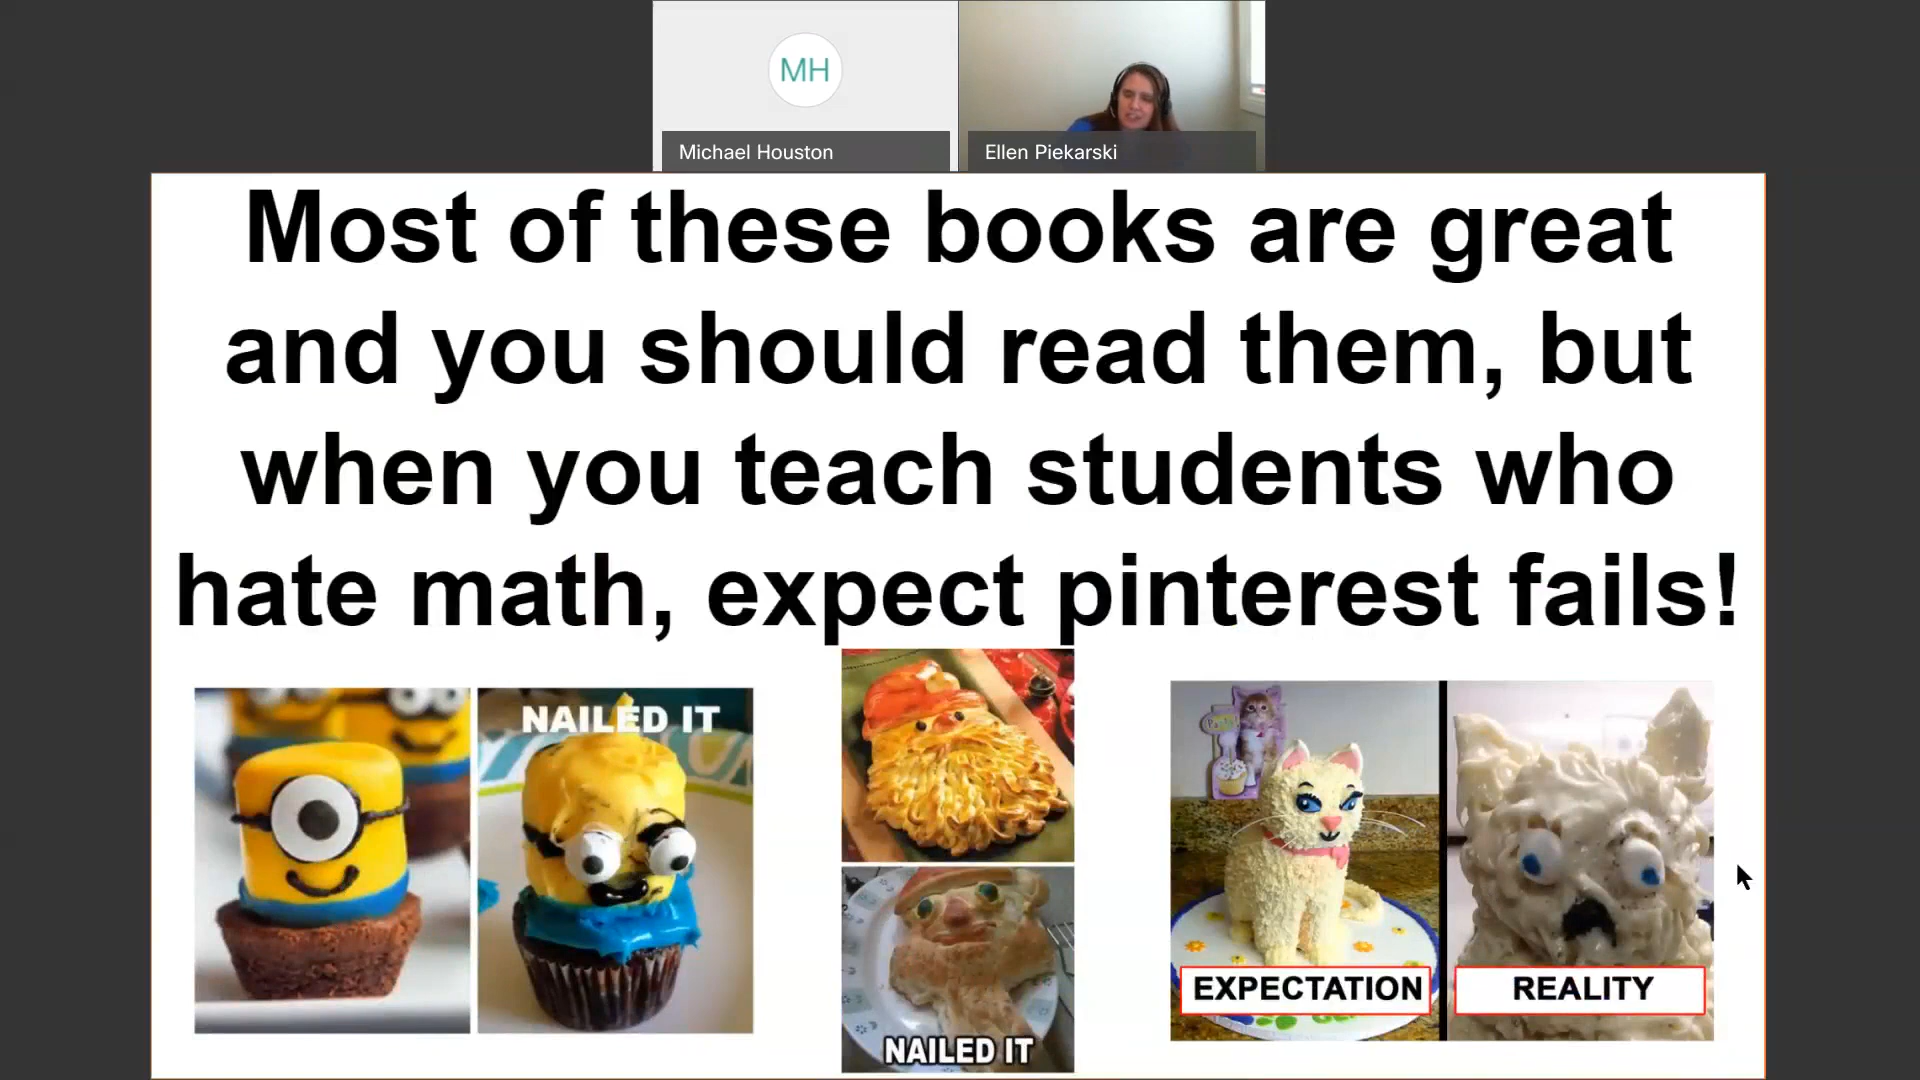 MH
Michael Houston
Ellen Piekarski
Most of these books are great
and you should read them, but
when you teach students who
hate math, expect pinterest fails!
NAILED IT
NAILED IT
EXPECTATION
REALITY